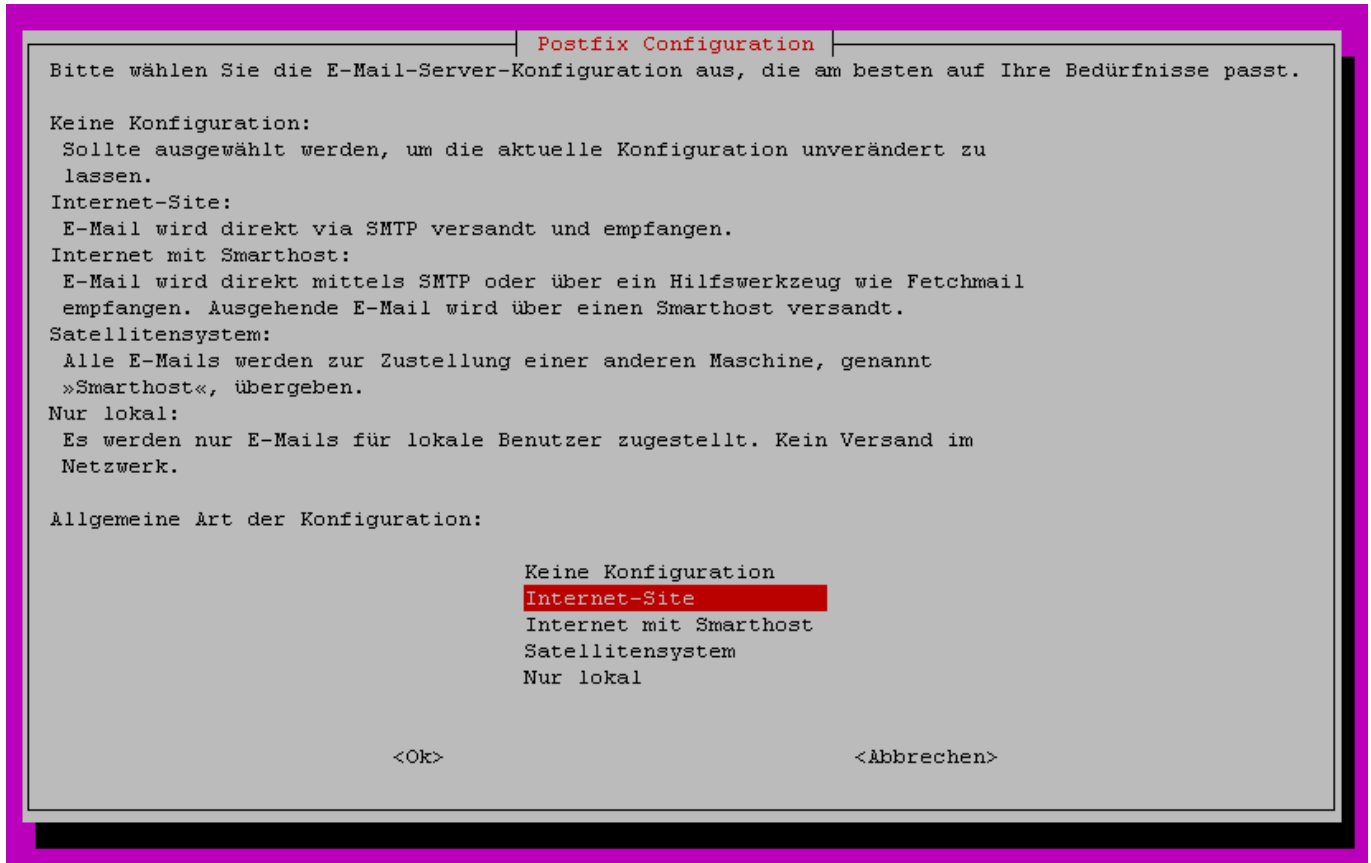 Postfix Configuration
Bitte wählen Sie die E-Mail-Server-Konfiguration aus, die am besten auf Ihre Bedürfnisse passt.
Keine Konfiguration:
Sollte ausgewählt werden, um die aktuelle Konfiguration unverändert zu
lassen.
Internet-Site:
E-Mail wird direkt via SMTP versandt und empfangen.
Internet mit Smarthost:
E-Mail wird direkt mittels SMTP oder über ein Hilfswerkzeug wie Fetchmail
empfangen. Ausgehende E-Mail wird über einen Smarthost versandt.
Satellitensystem:
Alle E-Mails werden zur Zustellung einer anderen Maschine, genannt
»Smarthost«, übergeben.
Nur lokal:
Es werden nur E-Mails für lokale Benutzer zugestellt. Kein Versand im
Netzwerk.
Allgemeine Art der Konfiguration:
Keine Konfiguration
Internet-Site
Internet mit Smarthost
Satellitensystem
Nur lokal
<Ok> <Abbrechen>